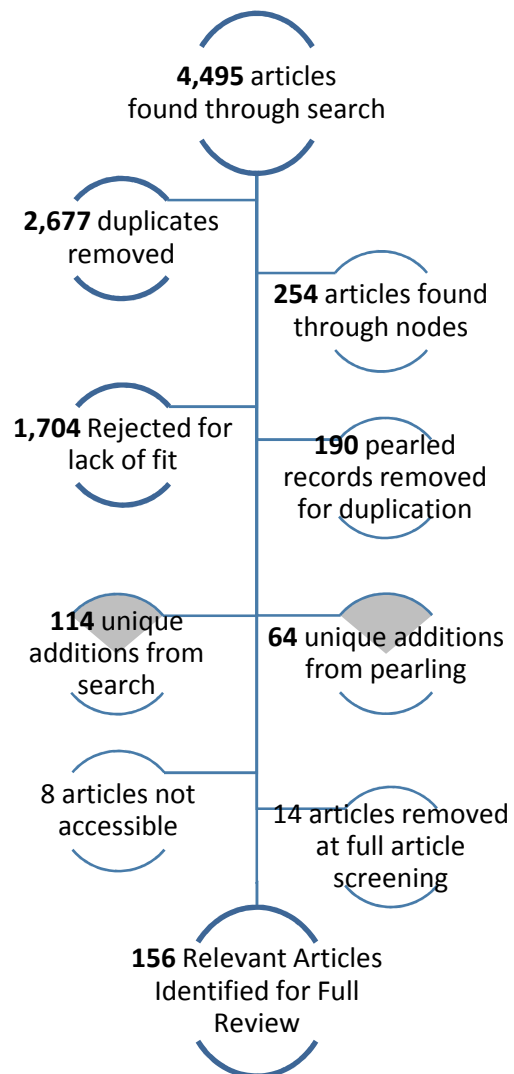 4,495 articles
found through search
2,677 duplicates
removed
254 articles found
through nodes
1,704 Rejected for
lack of fit
190 pearled
records removed
for duplication
114 unique
additions from
search
64 unique additions
from pearling
8 articles not
accessible
14 articles removed
at full article
screening
156 Relevant Articles
Identified for Full
Review